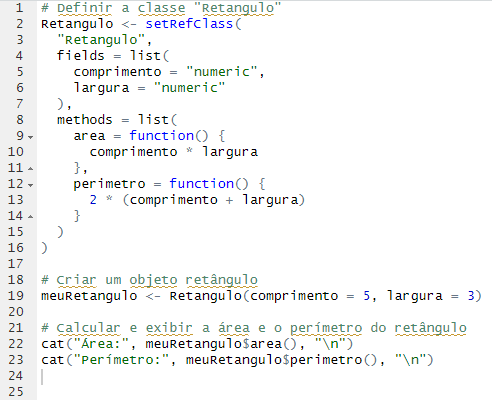 1 # Definir a classe "Retangulo"
2 Retangulo <- setRefClass(
3   "Retangulo",
4   fields = list(
5     comprimento = "numeric",
6     largura = "numeric"
7   ),
8   methods = list(
9     area = function() {
10       comprimento * largura
11     },
12     perimetro = function() {
13       2 * (comprimento + largura)
14     }
15   )
16 )
17
18 # Criar um objeto retângulo
19 meuRetangulo <- Retangulo(comprimento = 5, largura = 3)
20
21 # Calcular e exibir a área e o perímetro do retângulo
22 cat("Área:", meuRetangulo$area(), "\n")
23 cat("Perímetro:", meuRetangulo$perimetro(), "\n")
24
25